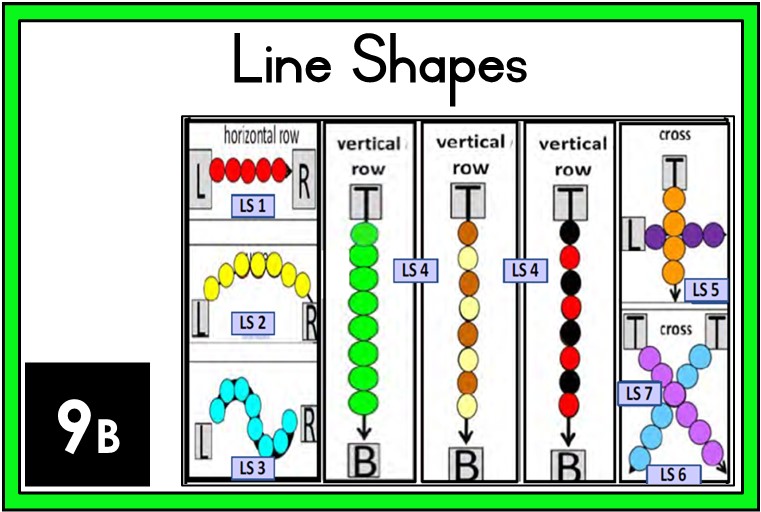 Line Shapes
horizontal row
L
R
LS 1
L
R
LS 2
L
R
LS 3
vertical
row
T
B
LS 4
vertical
row
T
B
LS 4
vertical
row
T
B
cross
T
L
LS 5
T
cross
T
LS 7
LS 6
9B